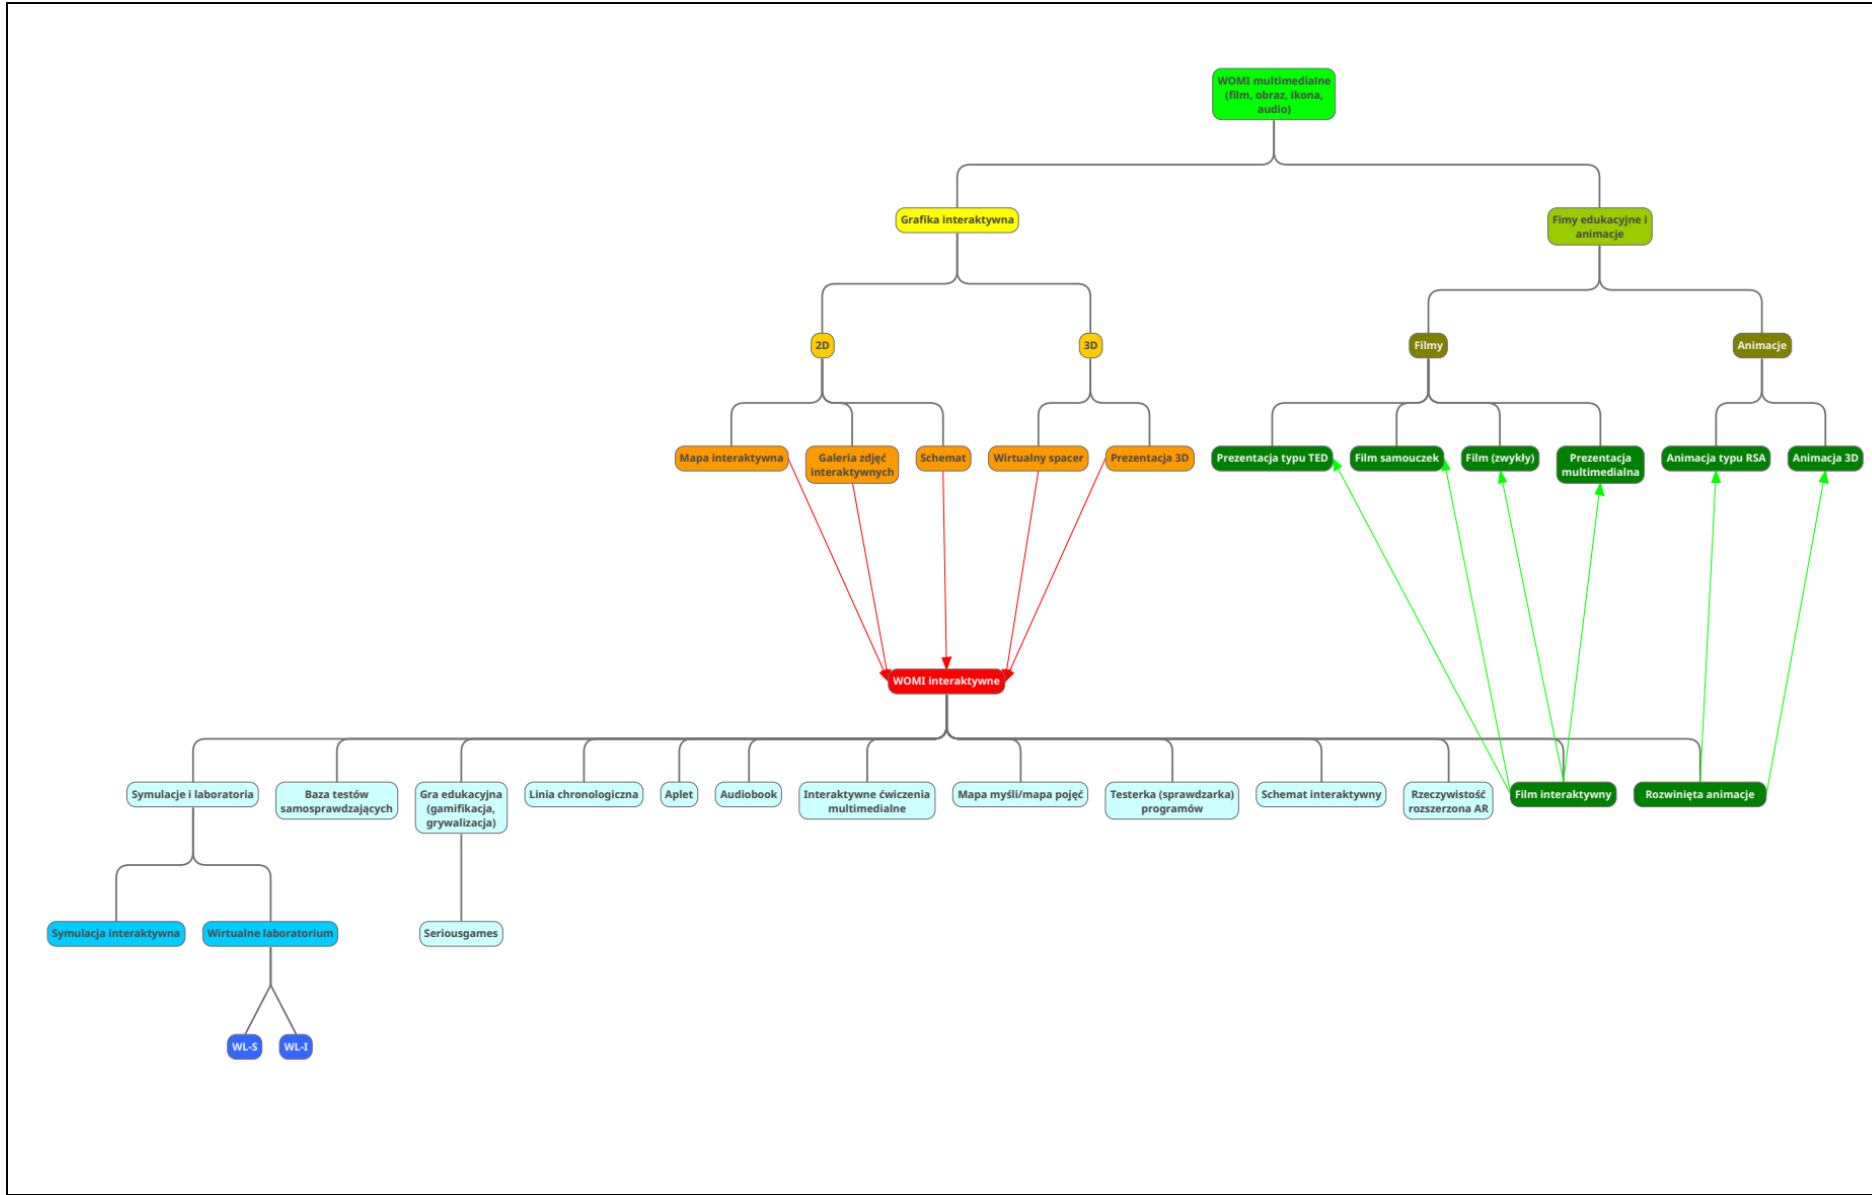 WOMI multimedialne
(film, obraz, ikona,
audio)
Grafika interaktywna
Fimy edukacyjne i
animacje
2D
3D
Filmy
Animacje
Mapa interaktywna
Galeria zdjęć
interaktywnych
Schemat
Wirtualny spacer
Prezentacja 3D
Prezentacja typu TED
Film samouczek
Film (zwykły)
Prezentacja
multimedialna
Animacja typu RSA
Animacja 3D
WOMI interaktywne
Symulacje i laboratoria
Baza testów
samosprawdzających
Gra edukacyjna
(gamifikacja,
grywalizacja)
Linia chronologiczna
Aplet
Audiobook
Interaktywne ćwiczenia
multimedialne
Mapa myśli/mapa pojęć
Testerka (sprawdzarka)
programów
Schemat interaktywny
Rzeczywistość
rozszerzona AR
Film interaktywny
Rozwinięta animacje
Symulacja interaktywna
Wirtualne laboratorium
Seriousgames
WL-S
WL-I